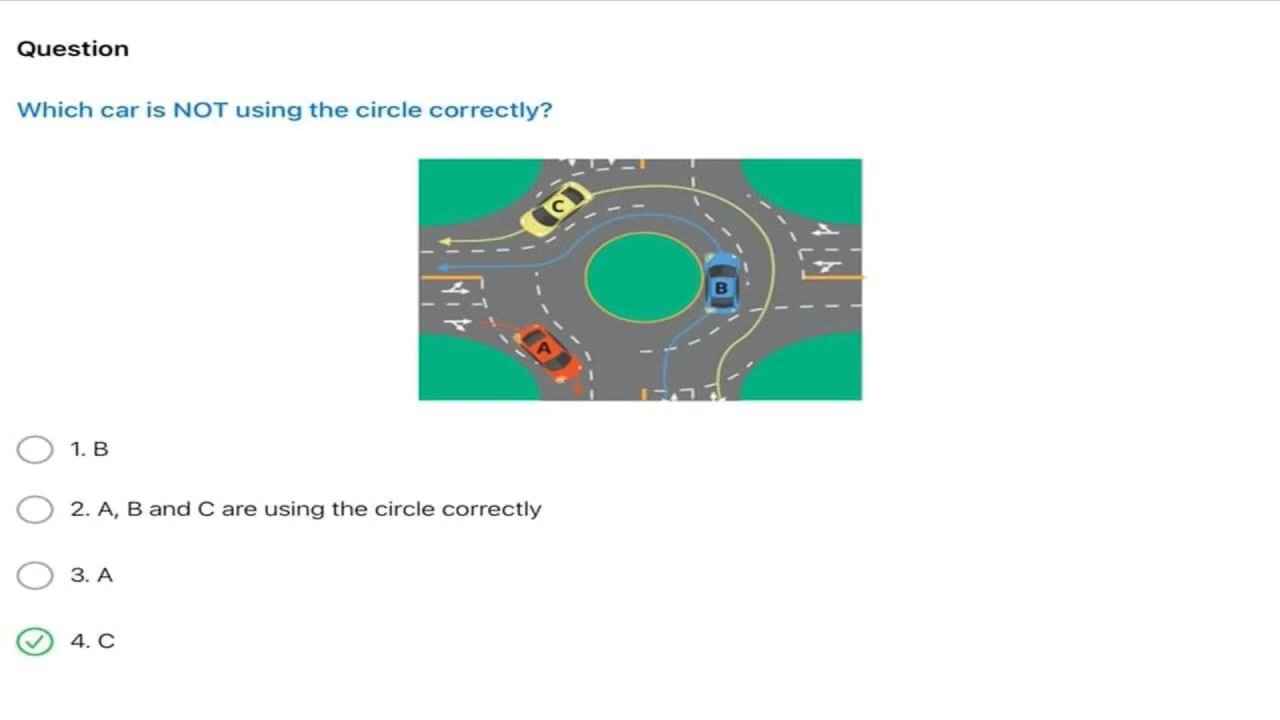 Question
Which car is NOT using the circle correctly?
C
B
A
1. B
2. A, B and C are using the circle correctly
3. A
4. C